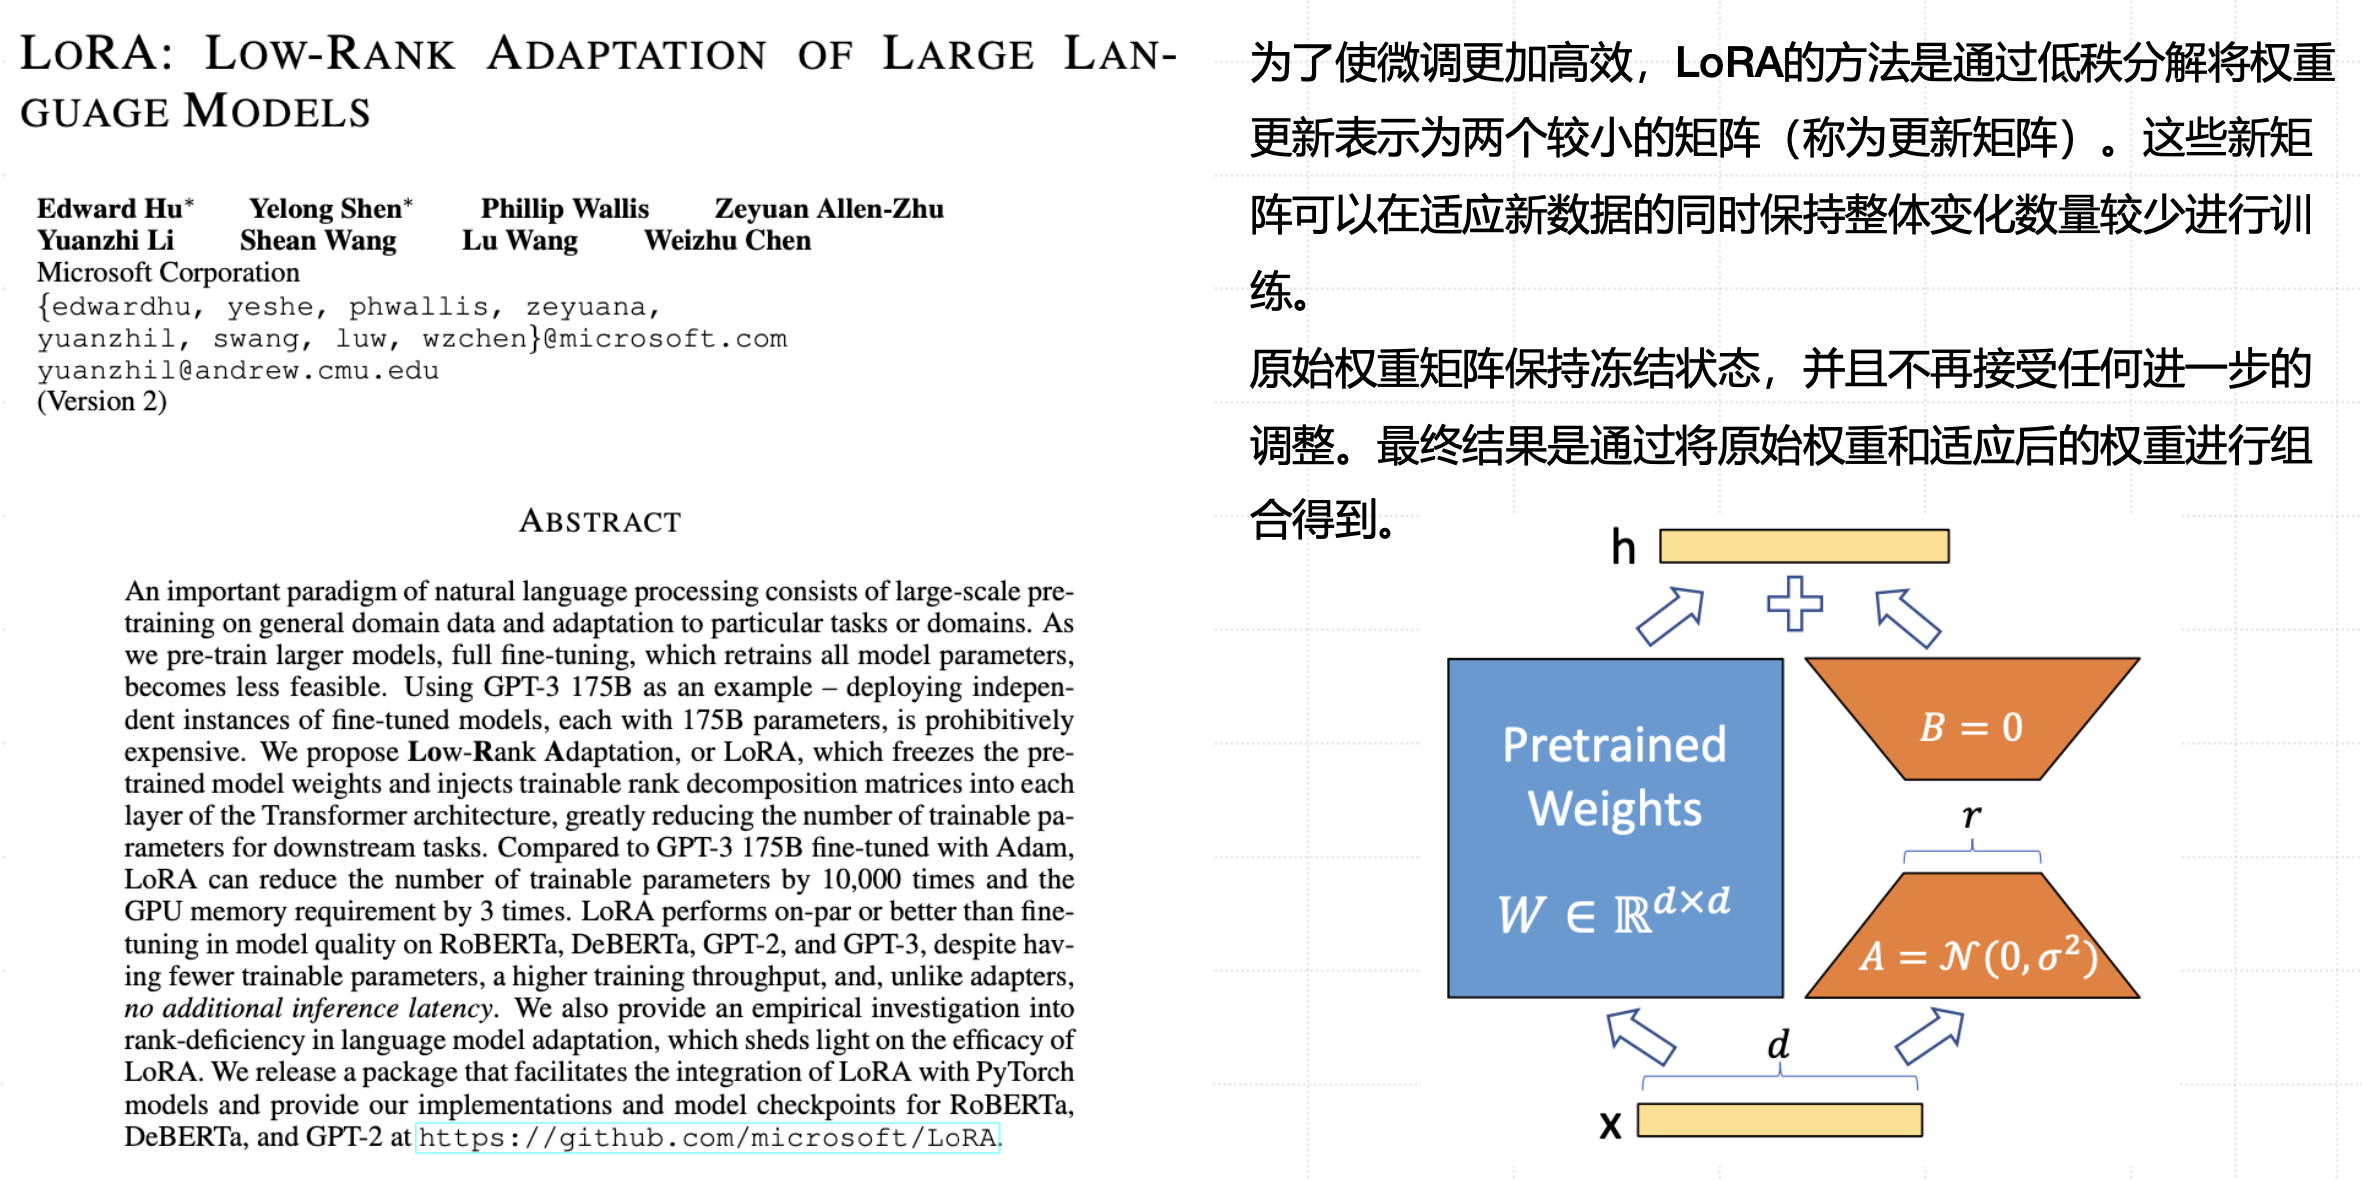 LORA: LOW-RANK ADAPTATION OF LARGE LAN-
GUAGE MODELS
Edward Hu* Yelong Shen* Phillip Wallis Zeyuan Allen-Zhu
Yuanzhi Li Shean Wang Lu Wang Weizhu Chen
Microsoft Corporation
{edwardhu, yeshe, phwallis, zeyuana,
yuanzhil, swang, luw, wzchen}@microsoft.com
yuanzhil@andrew.cmu.edu
(Version 2)
ABSTRACT
An important paradigm of natural language processing consists of large-scale pre-
training on general domain data and adaptation to particular tasks or domains. As
we pre-train larger models, full fine-tuning, which retrains all model parameters,
becomes less feasible. Using GPT-3 175B as an example – deploying indepen-
dent instances of fine-tuned models, each with 175B parameters, is prohibitively
expensive. We propose Low-Rank Adaptation, or LoRA, which freezes the pre-
trained model weights and injects trainable rank decomposition matrices into each
layer of the Transformer architecture, greatly reducing the number of trainable pa-
rameters for downstream tasks. Compared to GPT-3 175B fine-tuned with Adam,
LoRA can reduce the number of trainable parameters by 10,000 times and the
GPU memory requirement by 3 times. LoRA performs on-par or better than fine-
tuning in model quality on RoBERTa, DeBERTa, GPT-2, and GPT-3, despite hav-
ing fewer trainable parameters, a higher training throughput, and, unlike adapters,
no additional inference latency. We also provide an empirical investigation into
rank-deficiency in language model adaptation, which sheds light on the efficacy of
LoRA. We release a package that facilitates the integration of LoRA with PyTorch
models and provide our implementations and model checkpoints for RoBERTa,
DeBERTa, and GPT-2 at https://github.com/microsoft/LoRA.
为了使微调更加高效，LoRA的方法是通过低秩分解将权重
更新表示为两个较小的矩阵（称为更新矩阵）。这些新矩
阵可以在适应新数据的同时保持整体变化数量较少进行训
练。
原始权重矩阵保持冻结状态，并且不再接受任何进一步的
调整。最终结果是通过将原始权重和适应后的权重进行组
合得到。
h
Pretrained
Weights
W ∈ ℝ^{d×d}
B = 0
r
A = 𝒩(0, σ²)
d
x